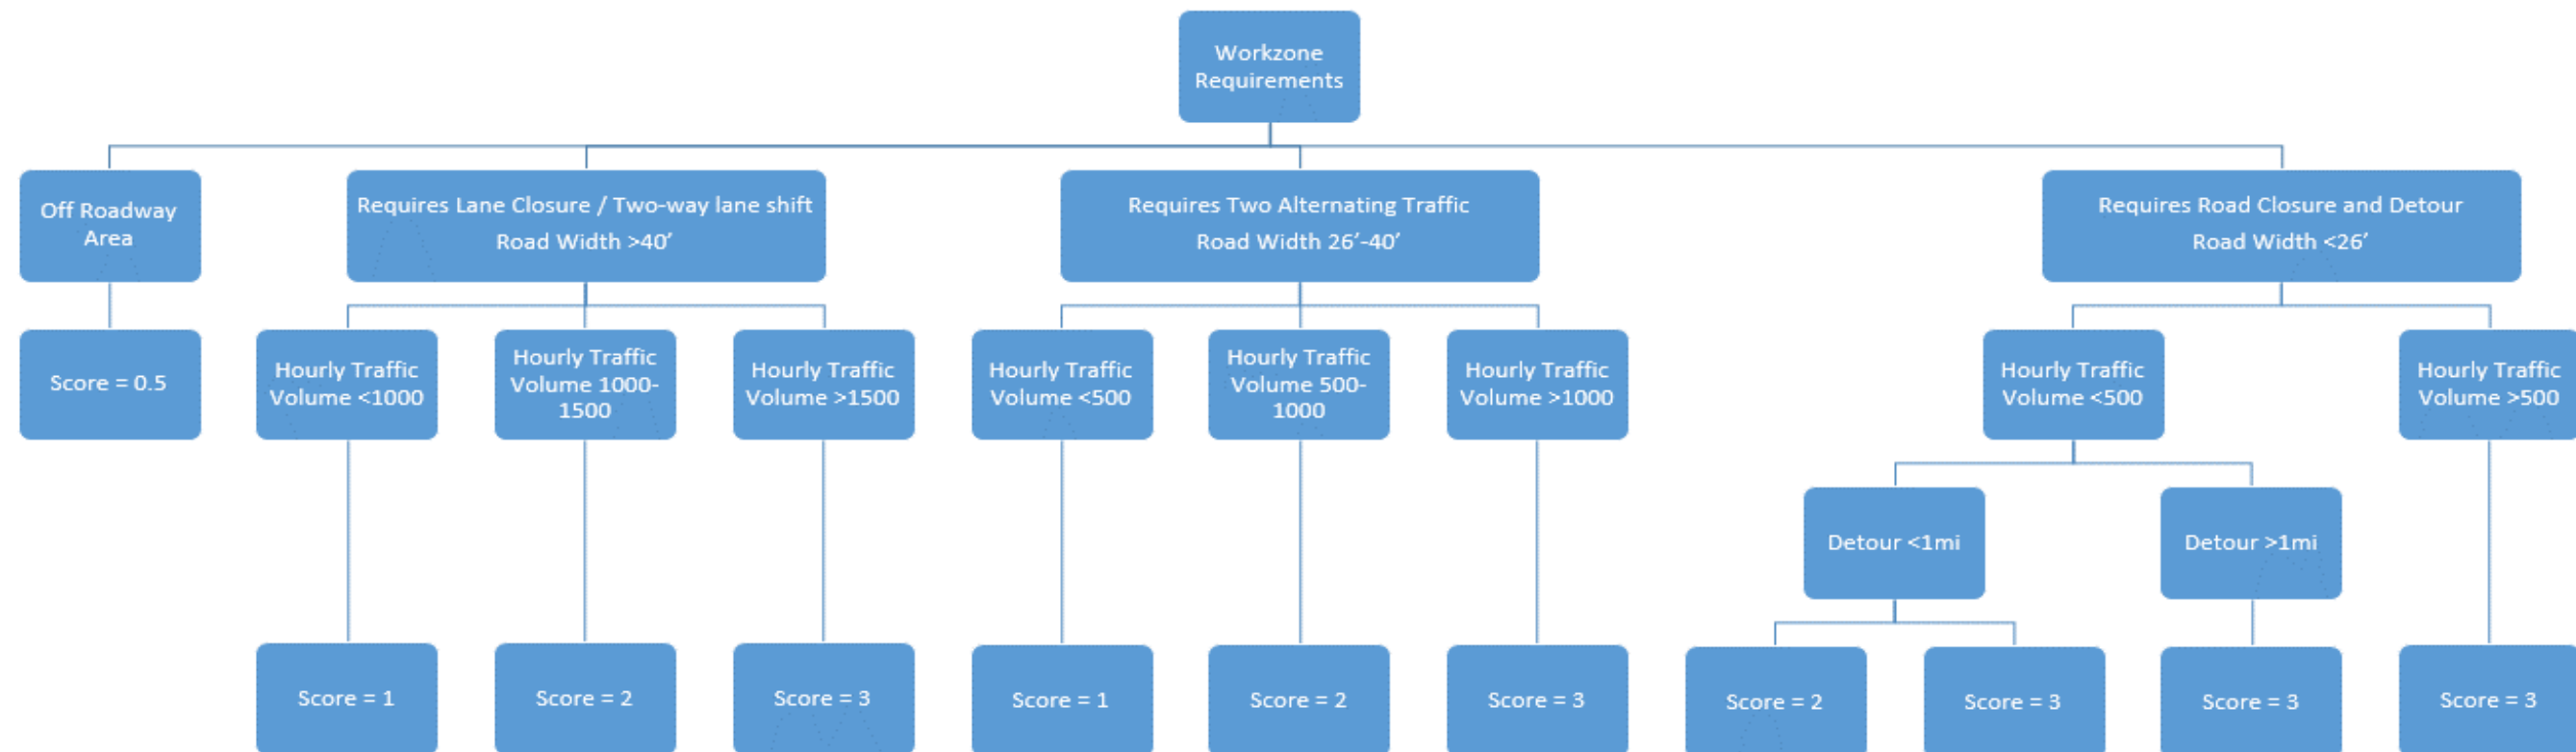 Workzone
Requirements
Off Roadway
Area
Requires Lane Closure / Two-way lane shift
Road Width >40’
Requires Two Alternating Traffic
Road Width 26’-40’
Requires Road Closure and Detour
Road Width <26’
Score = 0.5
Hourly Traffic
Volume <1000
Hourly Traffic
Volume 1000-
1500
Hourly Traffic
Volume >1500
Hourly Traffic
Volume <500
Hourly Traffic
Volume 500-
1000
Hourly Traffic
Volume >1000
Hourly Traffic
Volume <500
Hourly Traffic
Volume >500
Detour <1mi
Detour >1mi
Score = 1
Score = 2
Score = 3
Score = 1
Score = 2
Score = 3
Score = 2
Score = 3
Score = 3
Score = 3